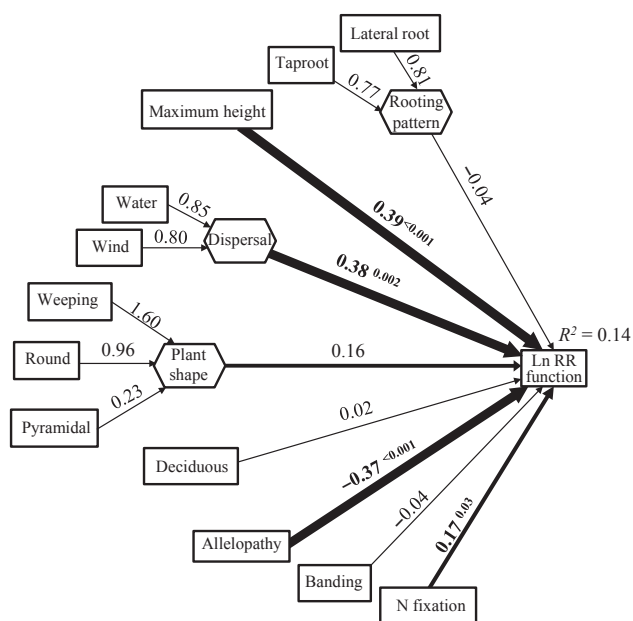 Lateral root
Taproot
0.81
0.77
Rooting
pattern
Maximum height
−0.04
0.39 <0.001
Water
0.85
Dispersal
Wind
0.80
0.38 0.002
Weeping
1.60
R² = 0.14
Round
0.96
Plant
shape
0.16
Ln RR
function
0.23
Pyramidal
0.02
Deciduous
−0.37 <0.001
−0.04
0.17 0.03
Allelopathy
Banding
N fixation